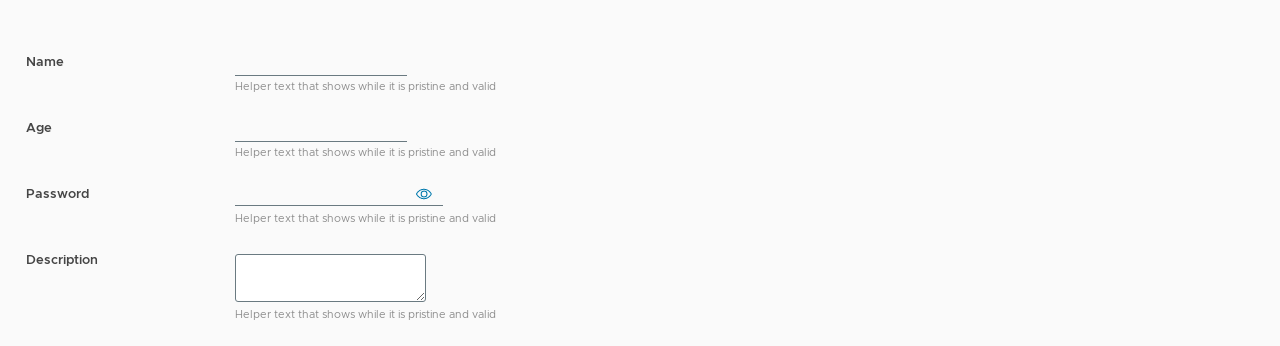 Name
Helper text that shows while it is pristine and valid
Age
Helper text that shows while it is pristine and valid
Password
Helper text that shows while it is pristine and valid
Description
Helper text that shows while it is pristine and valid